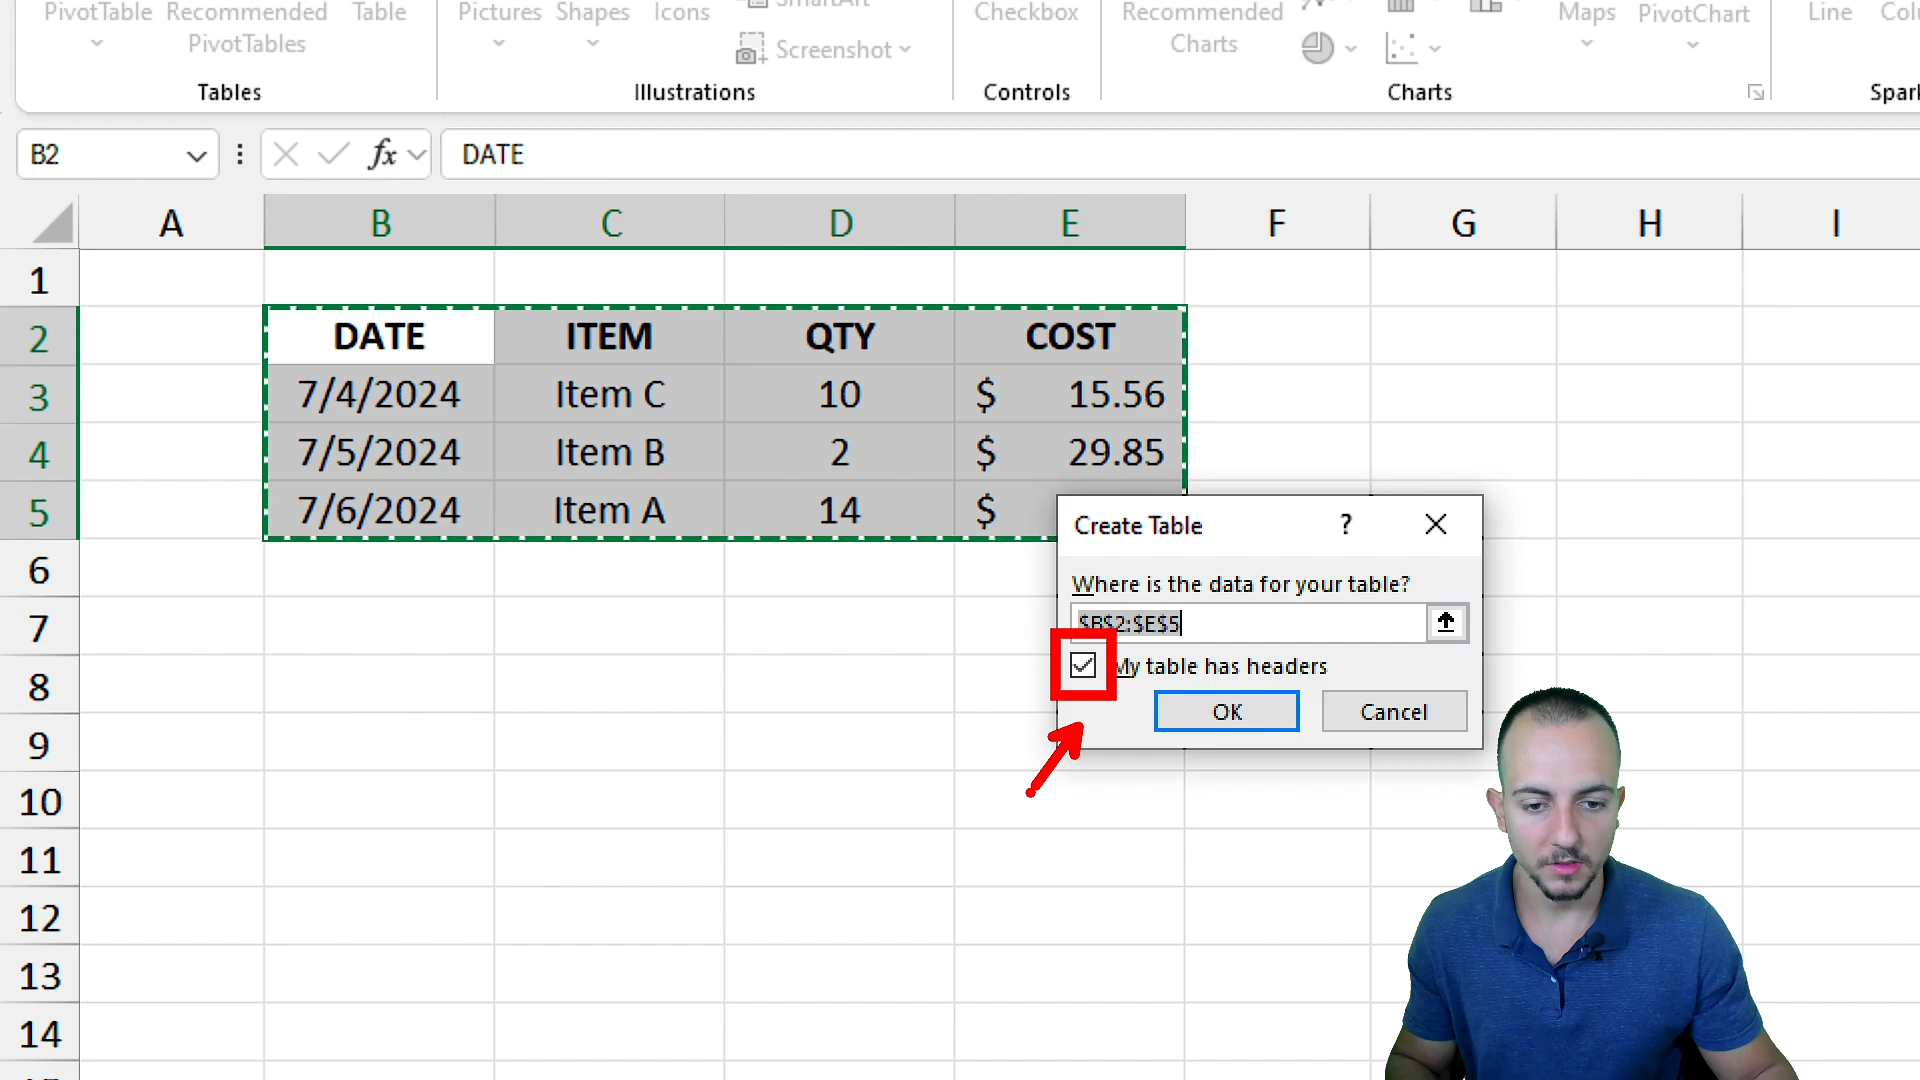 PivotTable Recommended PivotTables Table
Pictures Shapes Icons SmartArt
Screenshot
Checkbox
Recommended Charts
Maps PivotChart
Line
Tables Illustrations Controls Charts
B2 fx DATE
A B C D E F G H I
1
2 DATE ITEM QTY COST
3 7/4/2024 Item C 10 $ 15.56
4 7/5/2024 Item B 2 $ 29.85
5 7/6/2024 Item A 14 $
6
7
8
9
10
11
12
13
14
Create Table ?
Where is the data for your table?
$B$2:$E$5
My table has headers
OK Cancel